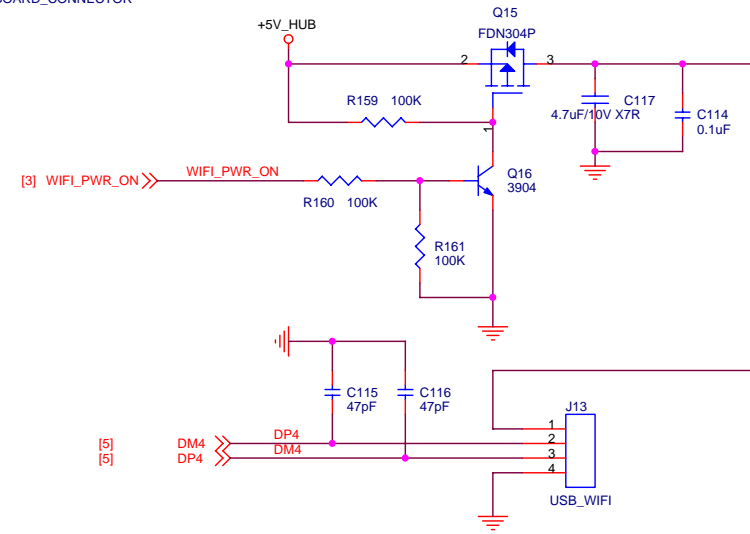 BOARD_CONNECTOR
Q15
+5V_HUB
FDN304P
2
3
R159 100K
C117
4.7uF/10V X7R
C114
0.1uF
1
[3] WIFI_PWR_ON
WIFI_PWR_ON
Q16
3904
R160 100K
R161
100K
C115
47pF
C116
47pF
J13
1
[5] DM4
DP4
2
[5] DP4
DM4
3
4
USB_WIFI